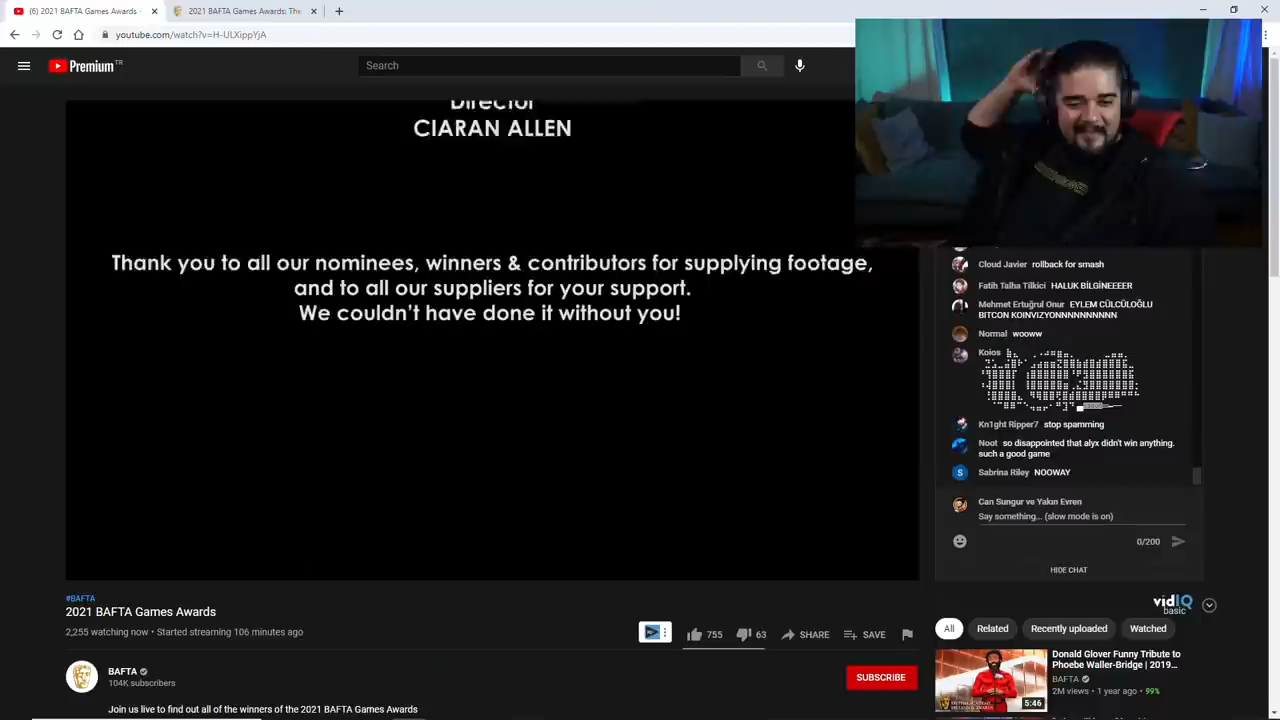 (6) 2021 BAFTA Games Awards -
2021 BAFTA Games Awards: The
youtube.com/watch?v=H-ULXippYjA
Premium TR
Search
Director
CIARAN ALLEN
Thank you to all our nominees, winners & contributors for supplying footage,
and to all our suppliers for your support.
We couldn't have done it without you!
Cloud Javier rollback for smash
Fatih Talha Tilkici HALUK BİLGİNEEEER
Mehmet Ertuğrul Onur EYLEM CÜLCÜLOĞLU
BITCON KOINVIZYONNNNNNNNNN
Normal wooww
Koios
Kn1ght Ripper7 stop spamming
Noot so disappointed that alyx didn't win anything.
such a good game
S Sabrina Riley NOOWAY
Can Sungur ve Yakın Evren
Say something... (slow mode is on)
0/200
HIDE CHAT
#BAFTA
2021 BAFTA Games Awards
2,255 watching now • Started streaming 106 minutes ago
755
63
SHARE
SAVE
BAFTA
104K subscribers
SUBSCRIBE
Join us live to find out all of the winners of the 2021 BAFTA Games Awards
vidIQ
basic
All
Related
Recently uploaded
Watched
Donald Glover Funny Tribute to
Phoebe Waller-Bridge | 2019...
BAFTA
2M views • 1 year ago • 99%
5:46